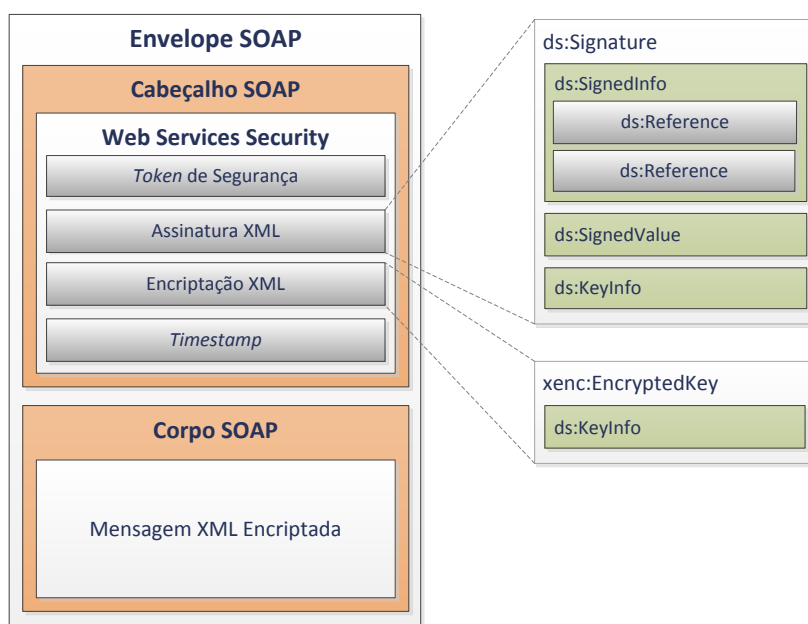 Envelope SOAP
Cabeçalho SOAP
Web Services Security
Token de Segurança
Assinatura XML
Encriptação XML
Timestamp
Corpo SOAP
Mensagem XML Encriptada
ds:Signature
ds:SignedInfo
ds:Reference
ds:Reference
ds:SignedValue
ds:KeyInfo
xenc:EncryptedKey
ds:KeyInfo